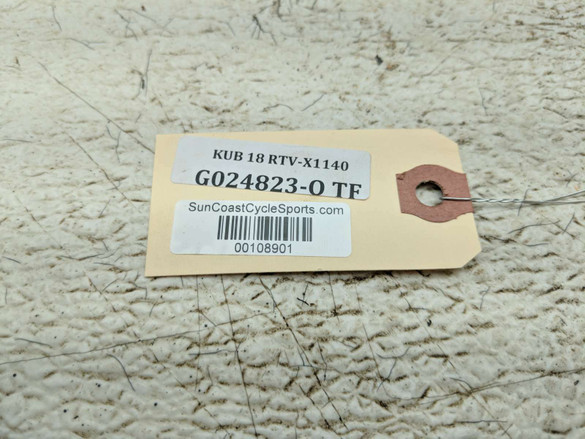 KUB 18 RTV-X1140
G024823-O TF
SunCoastCycleSports.com
00108901